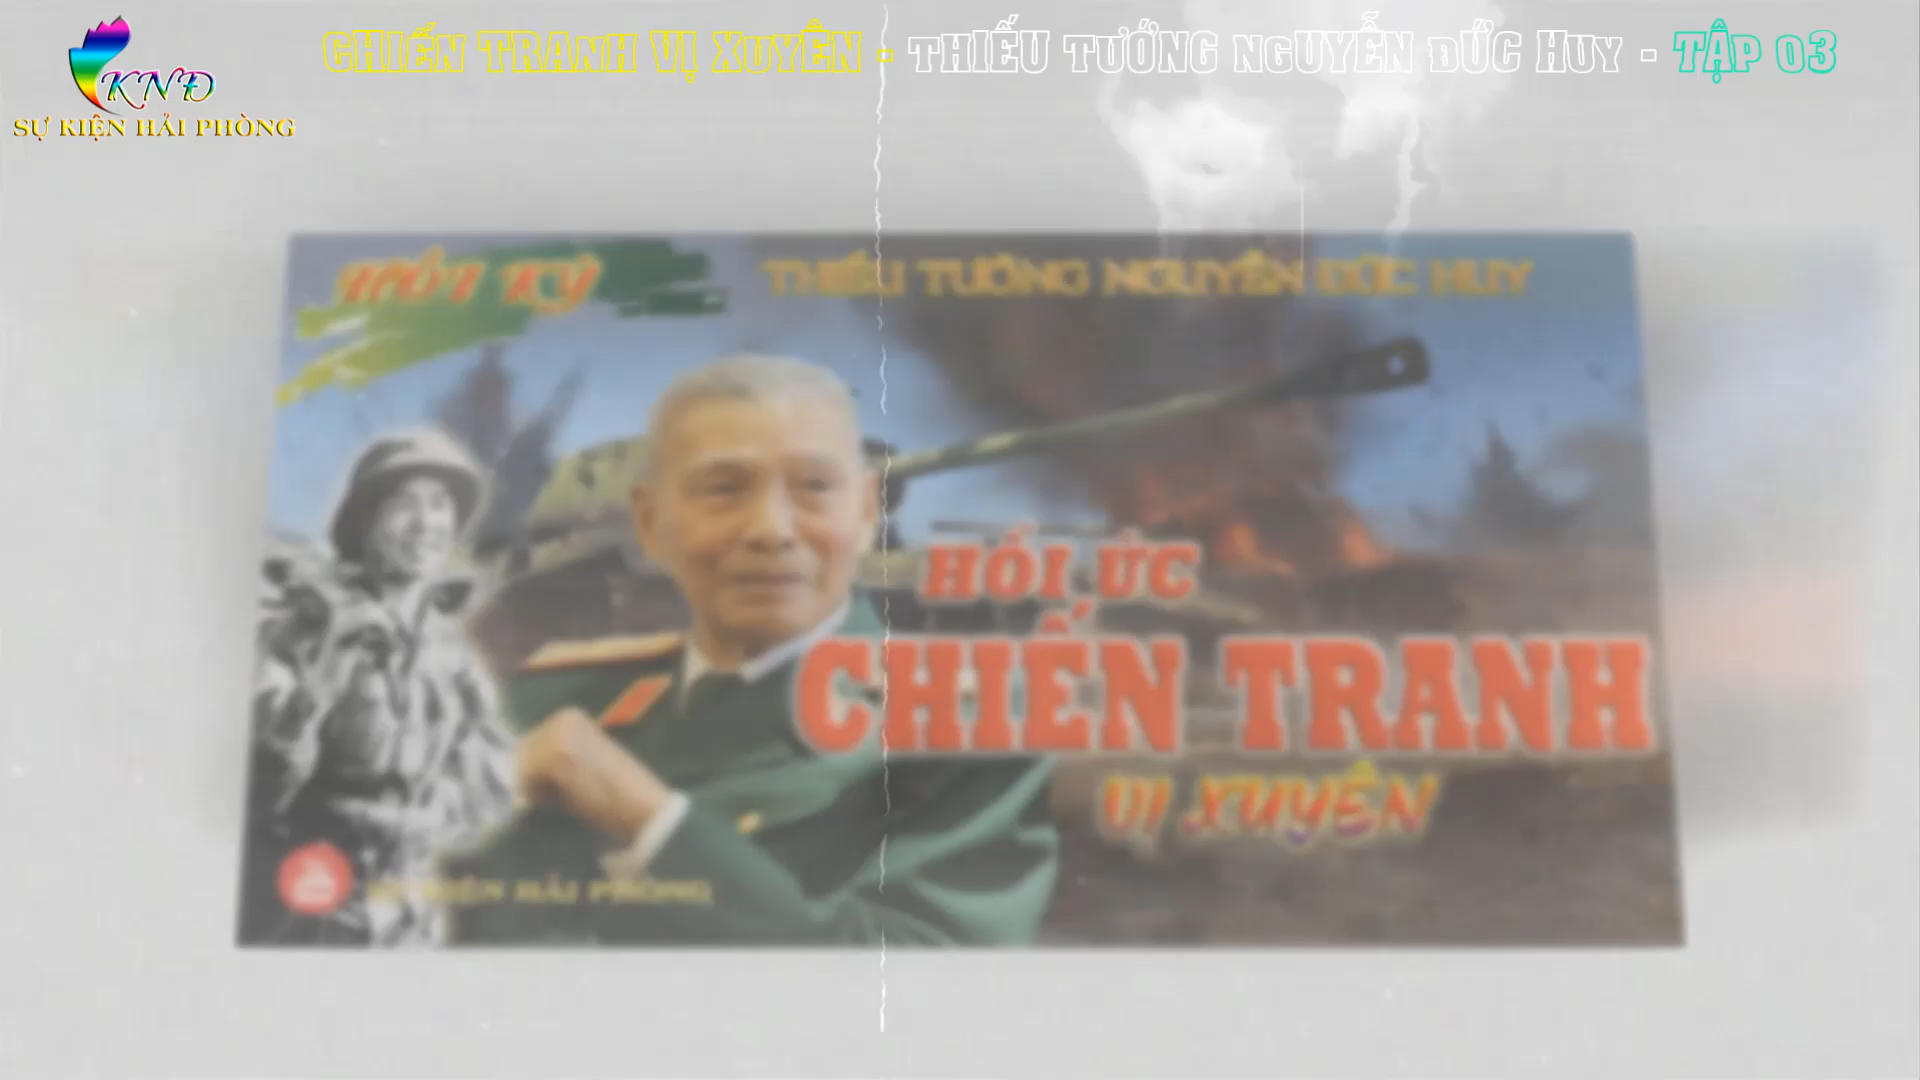 CHIẾN TRANH VỊ XUYÊN - THIẾU TƯỚNG NGUYỄN ĐỨC HUY - TẬP 03
KNĐ
SỰ KIỆN HẢI PHÒNG
HỒI KÝ
THIẾU TƯỚNG NGUYỄN ĐỨC HUY
HỒI ỨC
CHIẾN TRANH
VỊ XUYÊN
SỰ KIỆN HẢI PHÒNG